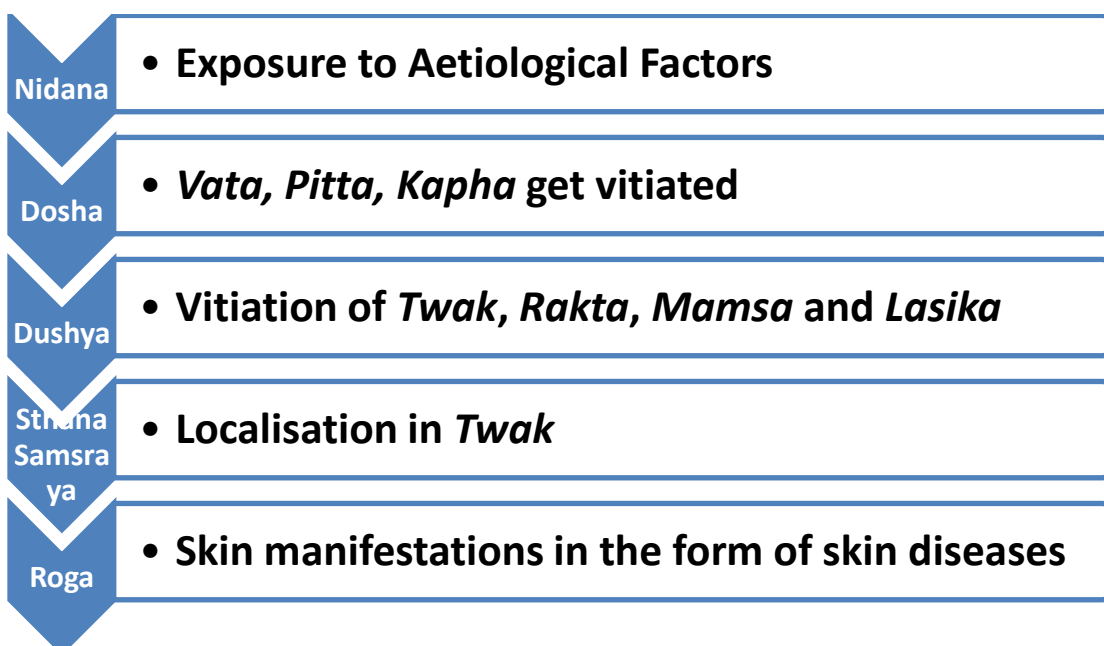 Nidana
• Exposure to Aetiological Factors
Dosha
• Vata, Pitta, Kapha get vitiated
Dushya
• Vitiation of Twak, Rakta, Mamsa and Lasika
Sthana
Samsra
ya
• Localisation in Twak
Roga
• Skin manifestations in the form of skin diseases